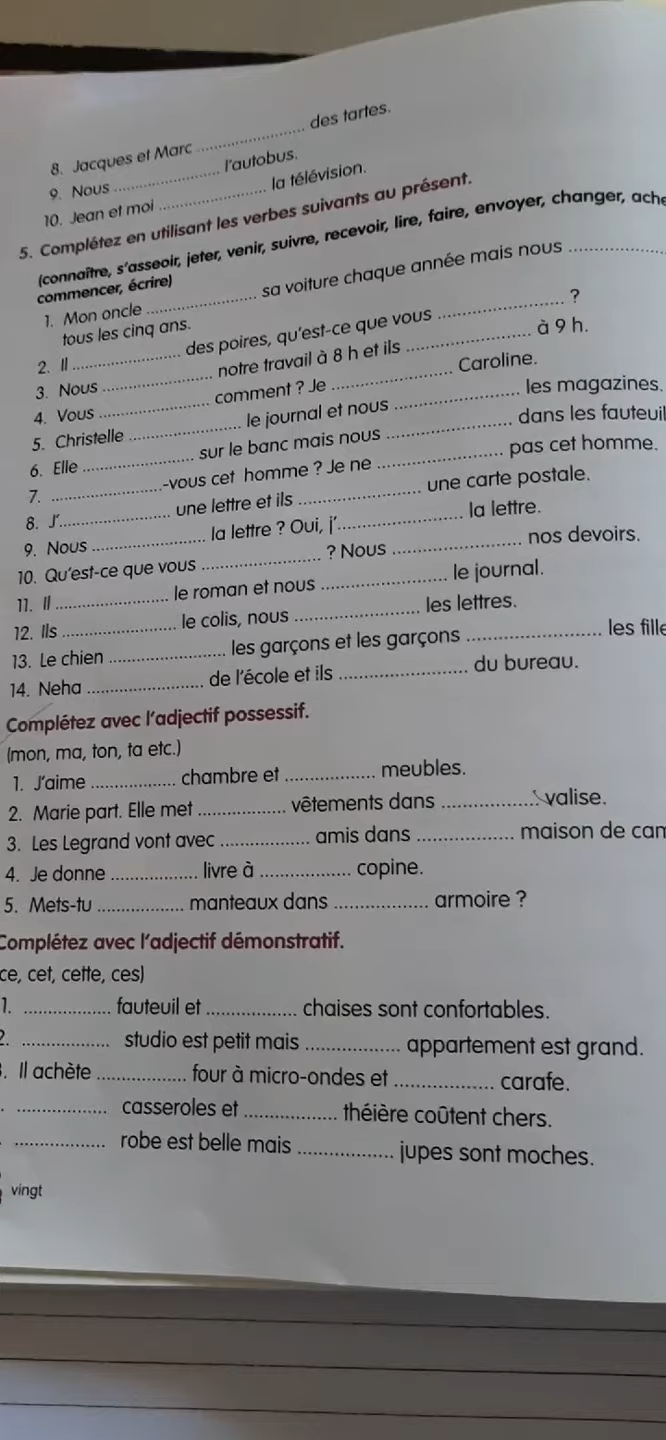 8. Jacques et Marc ........................ des tartes.
9. Nous ........................ l'autobus.
10. Jean et moi ........................ la télévision.
5. Complétez en utilisant les verbes suivants au présent.
(connaître, s'asseoir, jeter, venir, suivre, recevoir, lire, faire, envoyer, changer,
commencer, écrire)
1. Mon oncle ........................ sa voiture chaque année mais nous ........................
tous les cinq ans.
2. Il ........................ des poires, qu'est-ce que vous ........................ ?
3. Nous ........................ notre travail à 8 h et ils ........................ à 9 h.
4. Vous ........................ comment ? Je ........................ Caroline.
5. Christelle ........................ le journal et nous ........................ les magazines.
6. Elle ........................ sur le banc mais nous ........................ dans les fauteuil
7. ........................-vous cet homme ? Je ne ........................ pas cet homme.
8. J'........................ une lettre et ils ........................ une carte postale.
9. Nous ........................ la lettre ? Oui, j'........................ la lettre.
10. Qu'est-ce que vous ........................ ? Nous ........................ nos devoirs.
11. Il ........................ le roman et nous ........................ le journal.
12. Ils ........................ le colis, nous ........................ les lettres.
13. Le chien ........................ les garçons et les garçons ........................ les fille
14. Neha ........................ de l'école et ils ........................ du bureau.
Complétez avec l'adjectif possessif.
(mon, ma, ton, ta etc.)
1. J'aime ................. chambre et ................. meubles.
2. Marie part. Elle met ................. vêtements dans ................. valise.
3. Les Legrand vont avec ................. amis dans ................. maison de
4. Je donne ................. livre à ................. copine.
5. Mets-tu ................. manteaux dans ................. armoire ?
Complétez avec l'adjectif démonstratif.
ce, cet, cette, ces)
1. ................. fauteuil et ................. chaises sont confortables.
2. ................. studio est petit mais ................. appartement est grand.
. Il achète ................. four à micro-ondes et ................. carafe.
. ................. casseroles et ................. théière coûtent chers.
................. robe est belle mais ................. jupes sont moches.
vingt